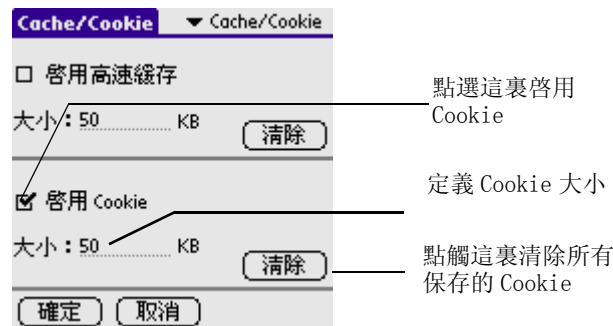 Cache/Cookie
Cache/Cookie
啓用高速緩存
大小：50 KB
清除
啓用 Cookie
大小：50 KB
清除
確定
取消
點選這裏啓用
Cookie
定義 Cookie 大小
點觸這裏清除所有
保存的 Cookie